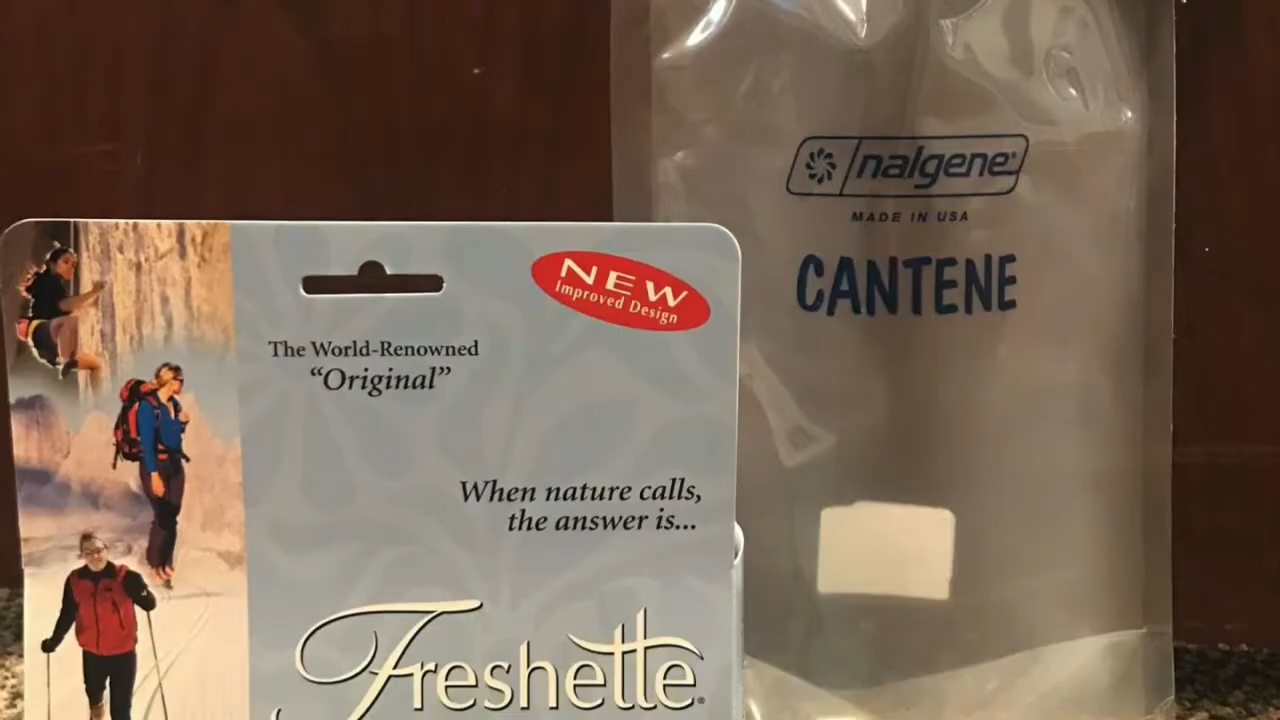 nalgene®
MADE IN USA
CANTENE
NEW
Improved Design
The World-Renowned
“Original”
When nature calls,
the answer is...
Freshette®